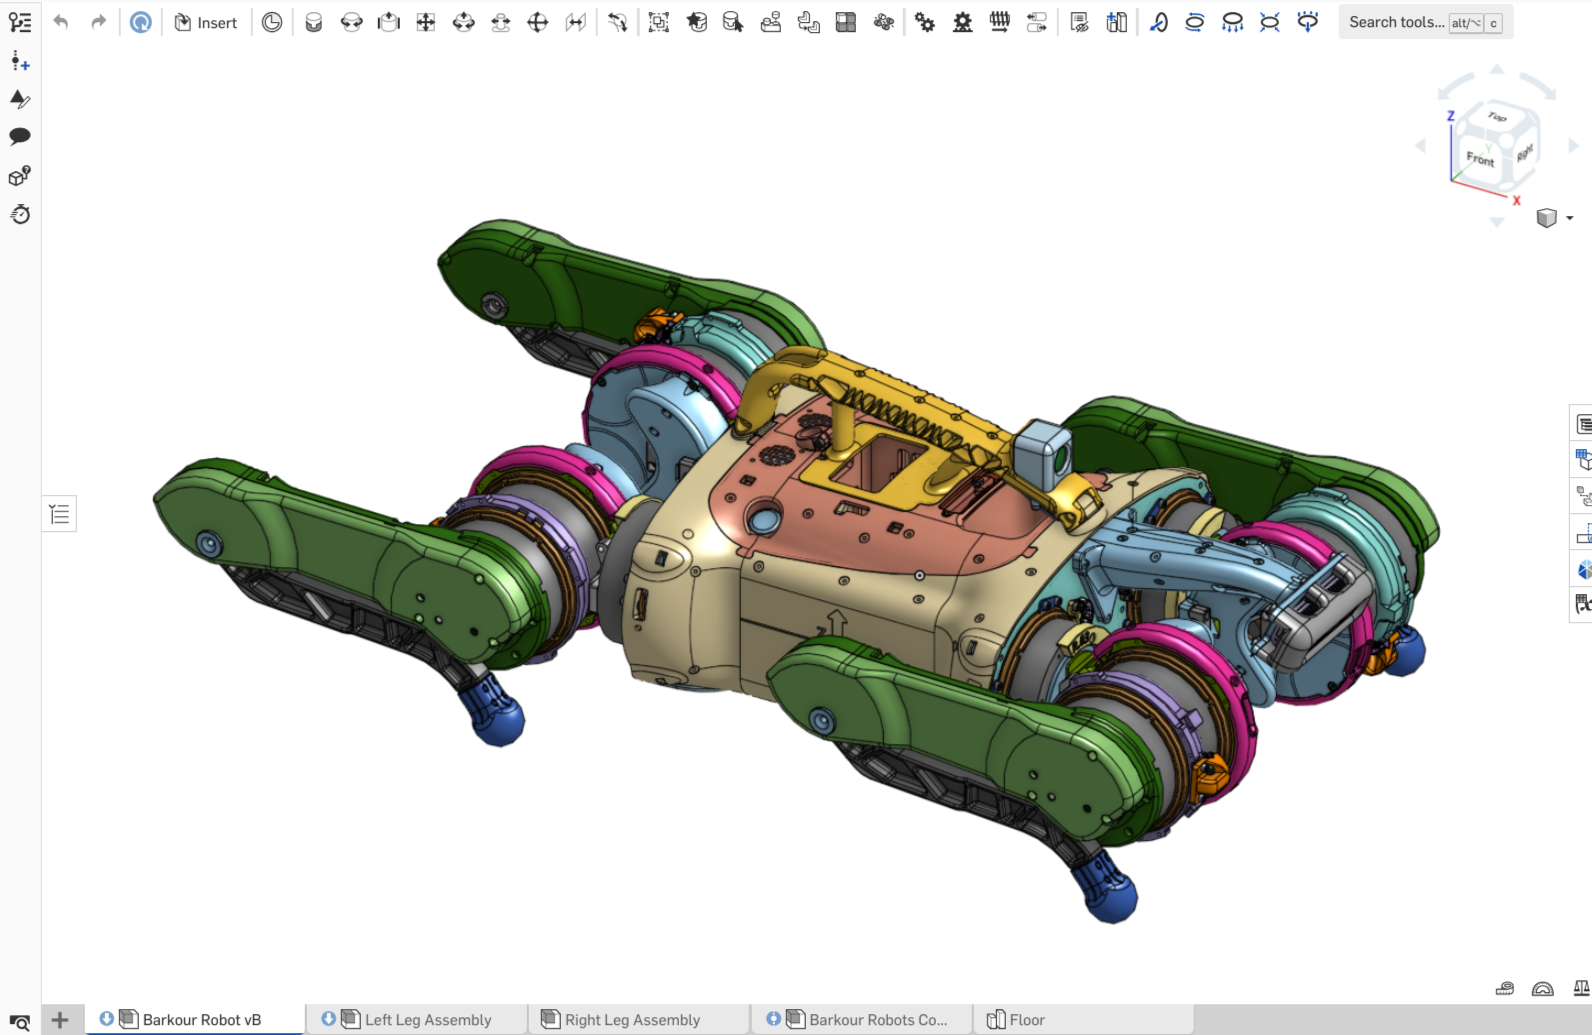 Insert
Search tools... alt/⌥ c
Top
Z
Y
Front
Right
X
Barkour Robot vB
Left Leg Assembly
Right Leg Assembly
Barkour Robots Co...
Floor